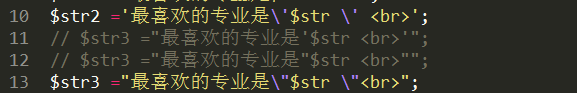 10 $str2 ='最喜欢的专业是\'$str \' <br>';
11 // $str3 ="最喜欢的专业是'$str <br>'";
12 // $str3 ="最喜欢的专业是"$str <br>"";
13 $str3 ="最喜欢的专业是\"$str \"<br>";